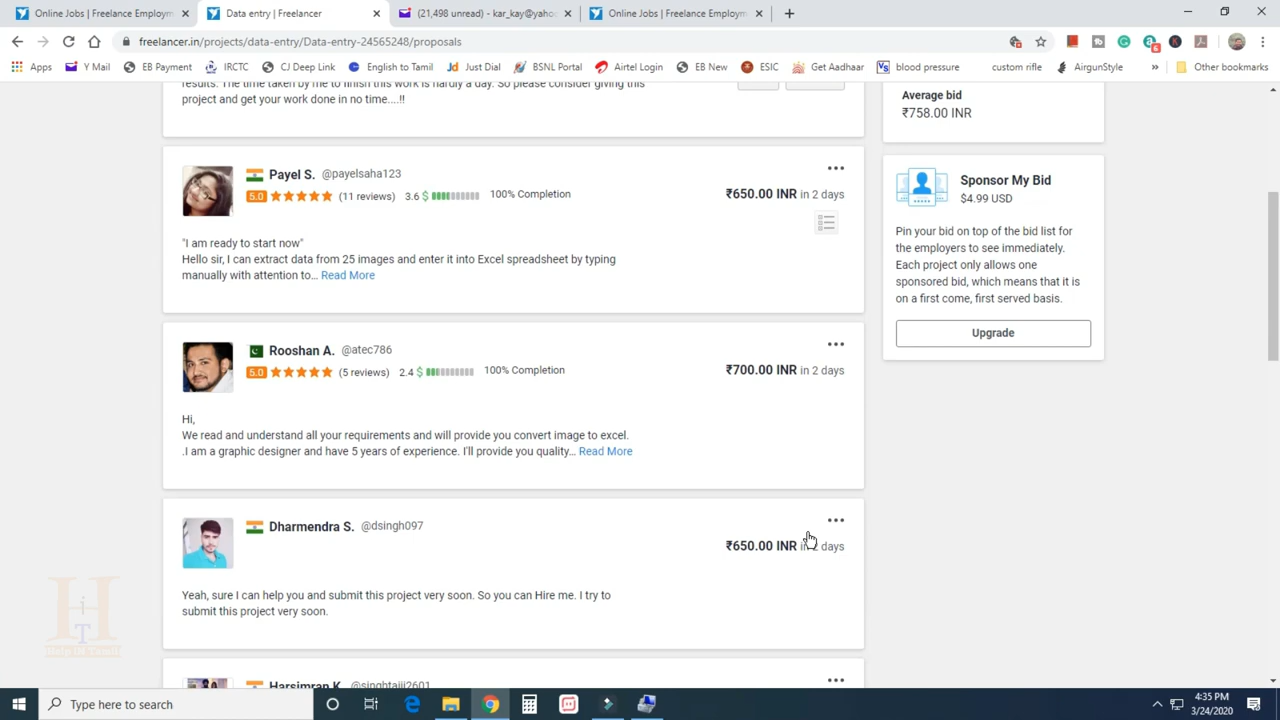 Online Jobs | Freelance Employm
Data entry | Freelancer
(21,498 unread) - kar_kay@yahoo
Online Jobs | Freelance Employm
freelancer.in/projects/data-entry/Data-entry-24565248/proposals
Apps Y Mail EB Payment IRCTC CJ Deep Link English to Tamil Just Dial BSNL Portal Airtel Login EB New ESIC Get Aadhaar blood pressure custom rifle AirgunStyle » Other bookmarks
results. The time taken by me to finish this work is hardly a day. So please consider giving this
project and get your work done in no time....!!
Average bid
₹758.00 INR
Payel S. @payelsaha123
5.0 (11 reviews) 3.6 $ 100% Completion
₹650.00 INR in 2 days
"I am ready to start now"
Hello sir, I can extract data from 25 images and enter it into Excel spreadsheet by typing
manually with attention to... Read More
Sponsor My Bid
$4.99 USD
Pin your bid on top of the bid list for
the employers to see immediately.
Each project only allows one
sponsored bid, which means that it is
on a first come, first served basis.
Upgrade
Rooshan A. @atec786
5.0 (5 reviews) 2.4 $ 100% Completion
₹700.00 INR in 2 days
Hi,
We read and understand all your requirements and will provide you convert image to excel.
.I am a graphic designer and have 5 years of experience. I'll provide you quality... Read More
Dharmendra S. @dsingh097
₹650.00 INR in 2 days
Yeah, sure I can help you and submit this project very soon. So you can Hire me. I try to
submit this project very soon.
HiT
Help In Tamil
Harsimran K. @singhtajji2601
Type here to search
4:35 PM
3/24/2020